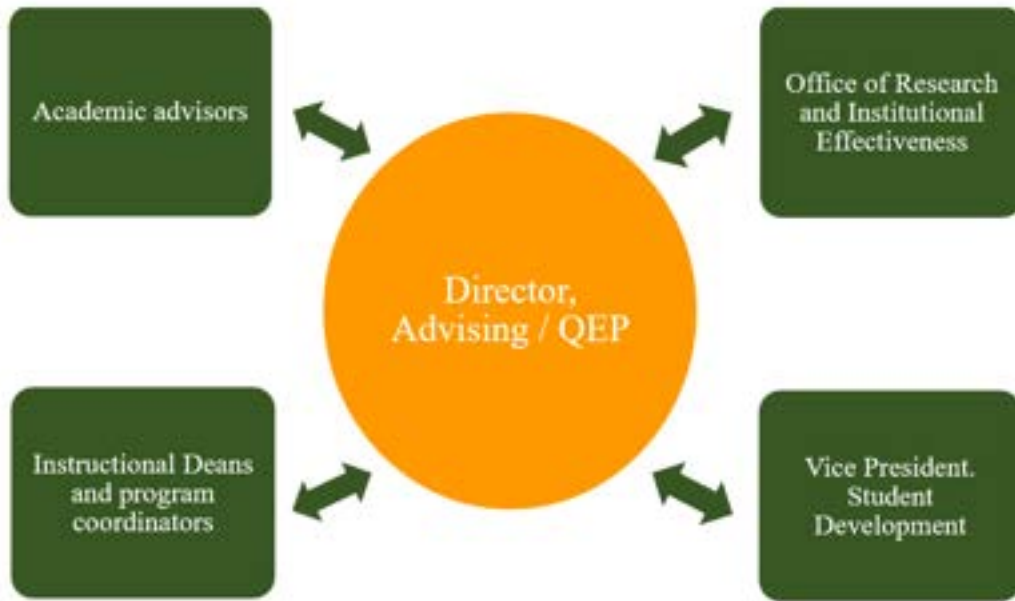 Academic advisors
Office of Research
and Institutional
Effectiveness
Director,
Advising / QEP
Instructional Deans
and program
coordinators
Vice President.
Student
Development